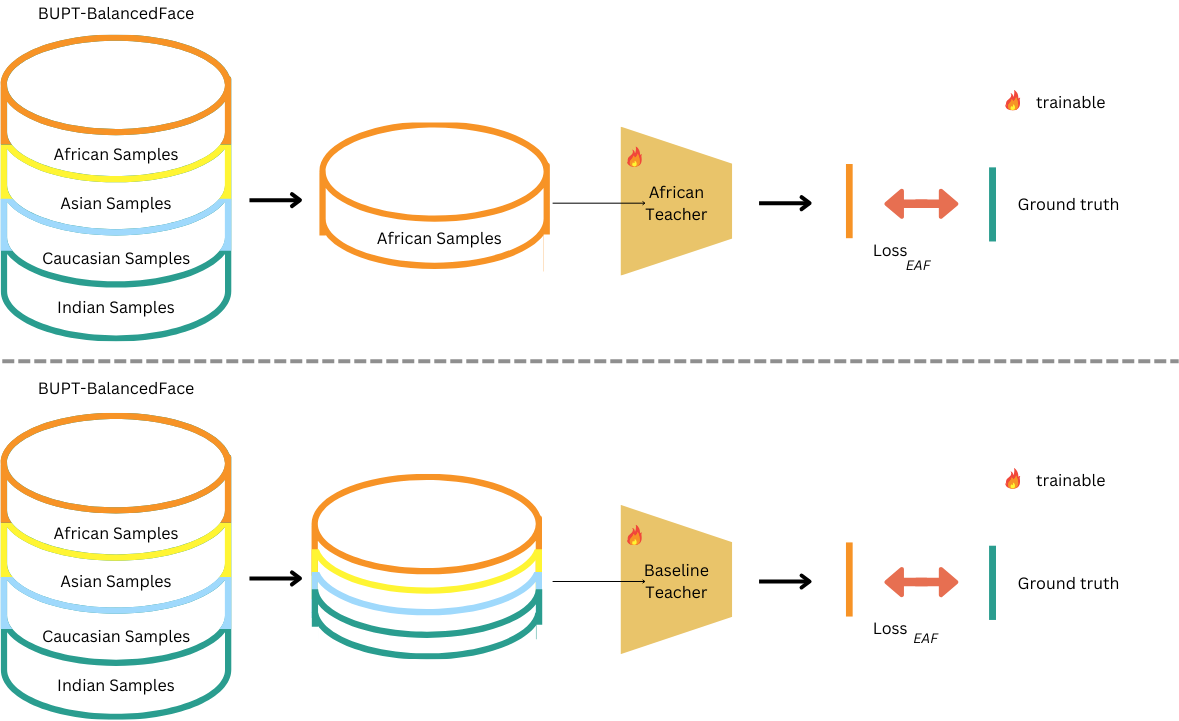 BUPT-BalancedFace
African Samples
Asian Samples
Caucasian Samples
Indian Samples
African Samples
African
Teacher
Loss EAF
trainable
Ground truth
BUPT-BalancedFace
African Samples
Asian Samples
Caucasian Samples
Indian Samples
Baseline
Teacher
Loss EAF
trainable
Ground truth